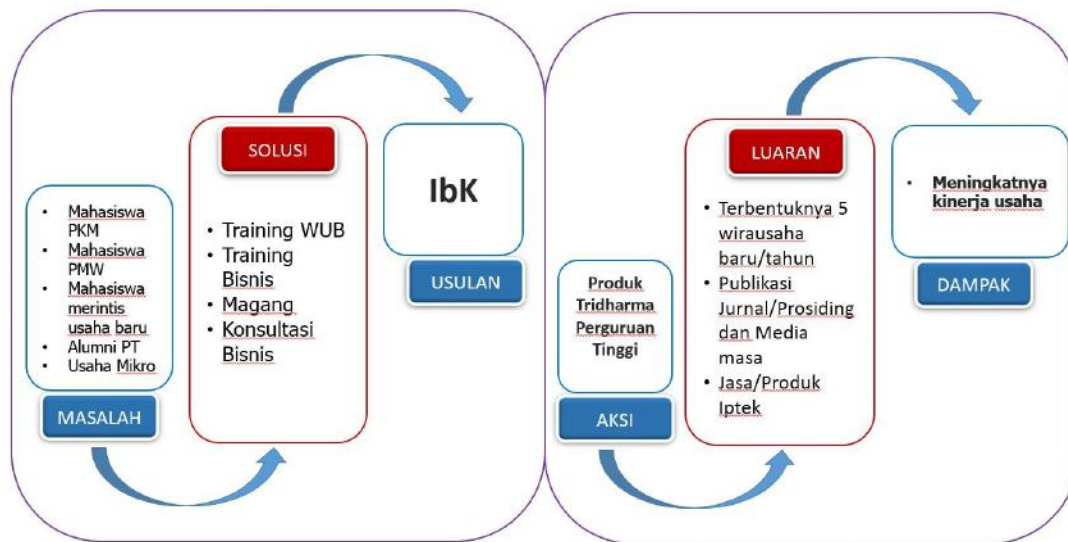 • Mahasiswa
PKM
• Mahasiswa
PMW
• Mahasiswa
merintis
usaha baru
• Alumni PT
• Usaha Mikro
MASALAH
SOLUSI
• Training WUB
• Training
Bisnis
• Magang
• Konsultasi
Bisnis
IbK
USULAN
Produk
Tridharma
Perguruan
Tinggi
AKSI
LUARAN
• Terbentuknya 5
wirausaha
baru/tahun
• Publikasi
Jurnal/Prosiding
dan Media
masa
• Jasa/Produk
Iptek
• Meningkatnya
kinerja usaha
DAMPAK